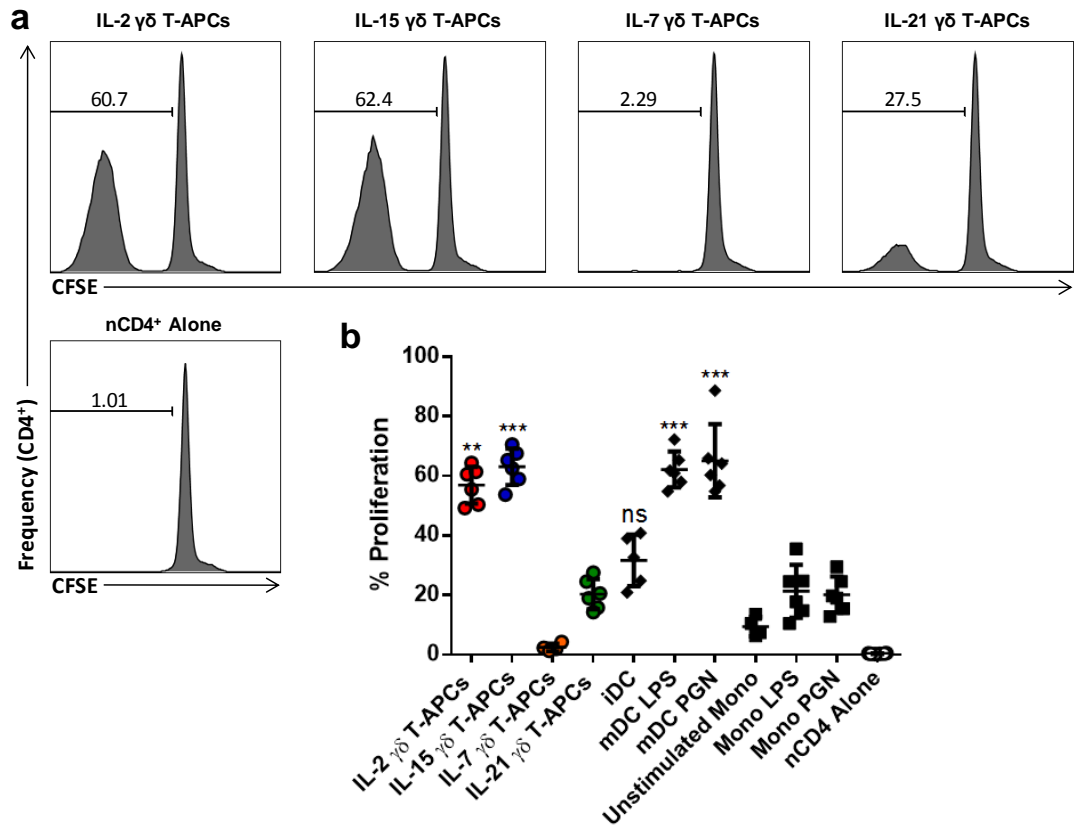 a
IL-2 γδ T-APCs
IL-15 γδ T-APCs
IL-7 γδ T-APCs
IL-21 γδ T-APCs
60.7
62.4
2.29
27.5
CFSE
nCD4⁺ Alone
1.01
CFSE
Frequency (CD4⁺)
b
% Proliferation
100
80
60
40
20
0
**
***
ns
***
***
IL-2 γδ T-APCs
IL-15 γδ T-APCs
IL-7 γδ T-APCs
IL-21 γδ T-APCs
iDC
mDC LPS
mDC PGN
Unstimulated Mono
Mono LPS
Mono PGN
nCD4 Alone